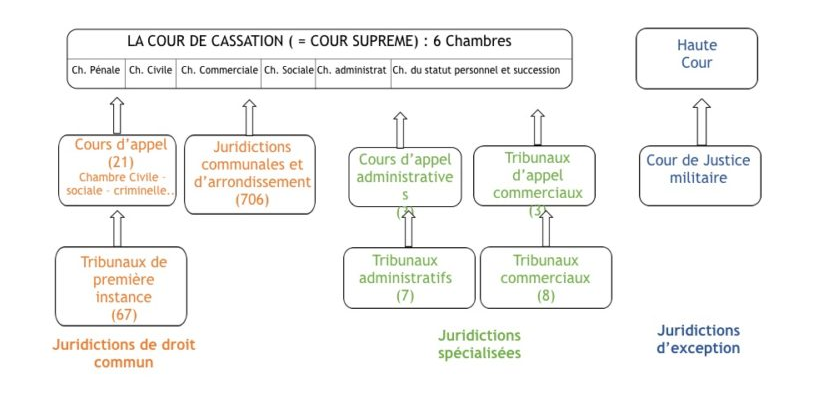 LA COUR DE CASSATION ( = COUR SUPREME) : 6 Chambres
Ch. Pénale
Ch. Civile
Ch. Commerciale
Ch. Sociale
Ch. administrat
Ch. du statut personnel et succession
Haute
Cour
Cours d’appel
(21)
Chambre Civile -
sociale - criminelle..
Juridictions
communales et
d’arrondissement
(706)
Cours d’appel
administrative
s
Tribunaux
d’appel
commerciaux
(3)
Cour de Justice
militaire
Tribunaux de
première
instance
(67)
Tribunaux
administratifs
(7)
Tribunaux
commerciaux
(8)
Juridictions de droit
commun
Juridictions
spécialisées
Juridictions
d’exception